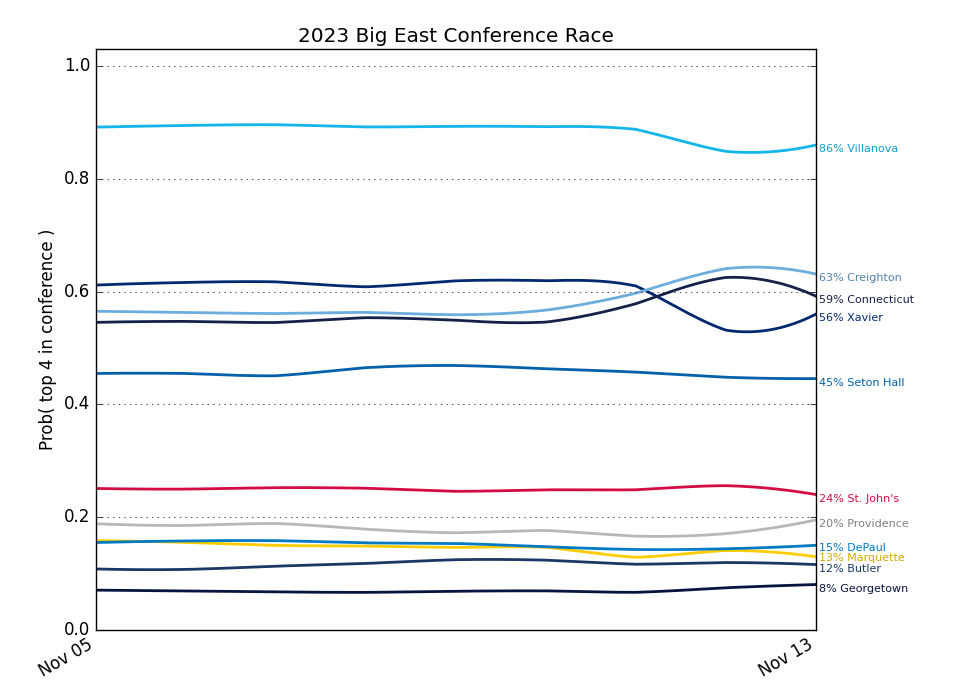 2023 Big East Conference Race
1.0
0.8
0.6
0.4
0.2
0.0
Prob( top 4 in conference )
86% Villanova
63% Creighton
59% Connecticut
56% Xavier
45% Seton Hall
24% St. John's
20% Providence
15% DePaul
13% Marquette
12% Butler
8% Georgetown
Nov 05
Nov 13